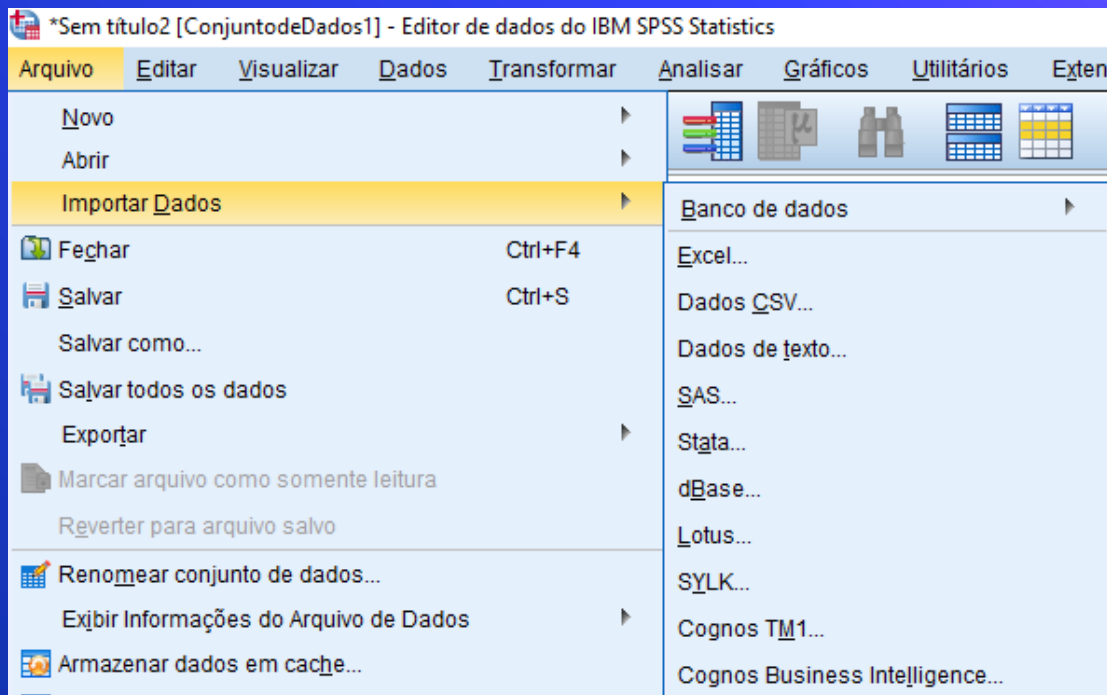 *Sem título2 [ConjuntodeDados1] - Editor de dados do IBM SPSS Statistics
Arquivo Editar Visualizar Dados Transformar Analisar Gráficos Utilitários Exten
Novo
Abrir
Importar Dados
Fechar Ctrl+F4
Salvar Ctrl+S
Salvar como...
Salvar todos os dados
Exportar
Marcar arquivo como somente leitura
Reverter para arquivo salvo
Renomear conjunto de dados...
Exibir Informações do Arquivo de Dados
Armazenar dados em cache...
Banco de dados
Excel...
Dados CSV...
Dados de texto...
SAS...
Stata...
dBase...
Lotus...
SYLK...
Cognos TM1...
Cognos Business Intelligence...